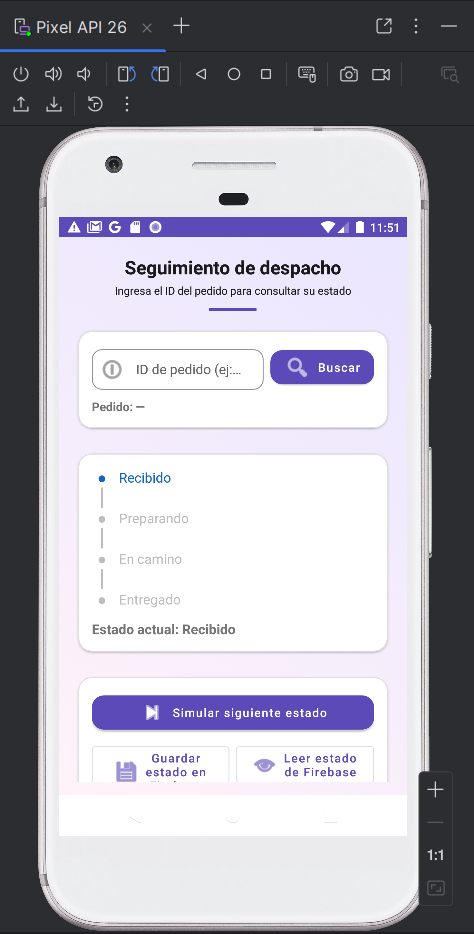 Pixel API 26
11:51
Seguimiento de despacho
Ingresa el ID del pedido para consultar su estado
ID de pedido (ej:...
Buscar
Pedido: —
Recibido
Preparando
En camino
Entregado
Estado actual: Recibido
Simular siguiente estado
Guardar
estado en
Leer estado
de Firebase
1:1